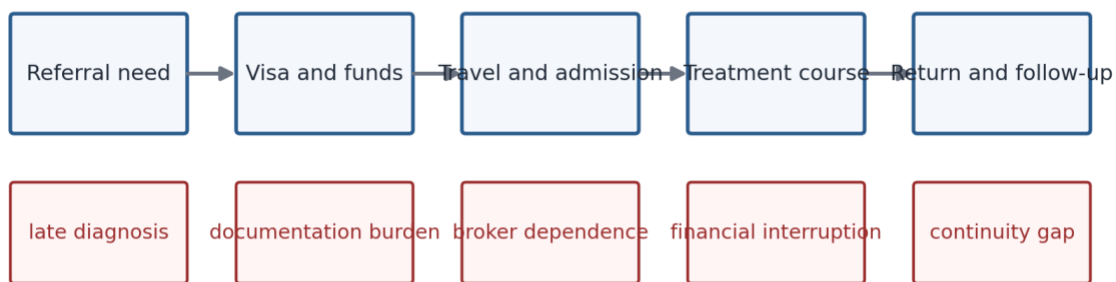 Referral need
Visa and funds
Travel and admission
Treatment course
Return and follow-up
late diagnosis
documentation burden
broker dependence
financial interruption
continuity gap